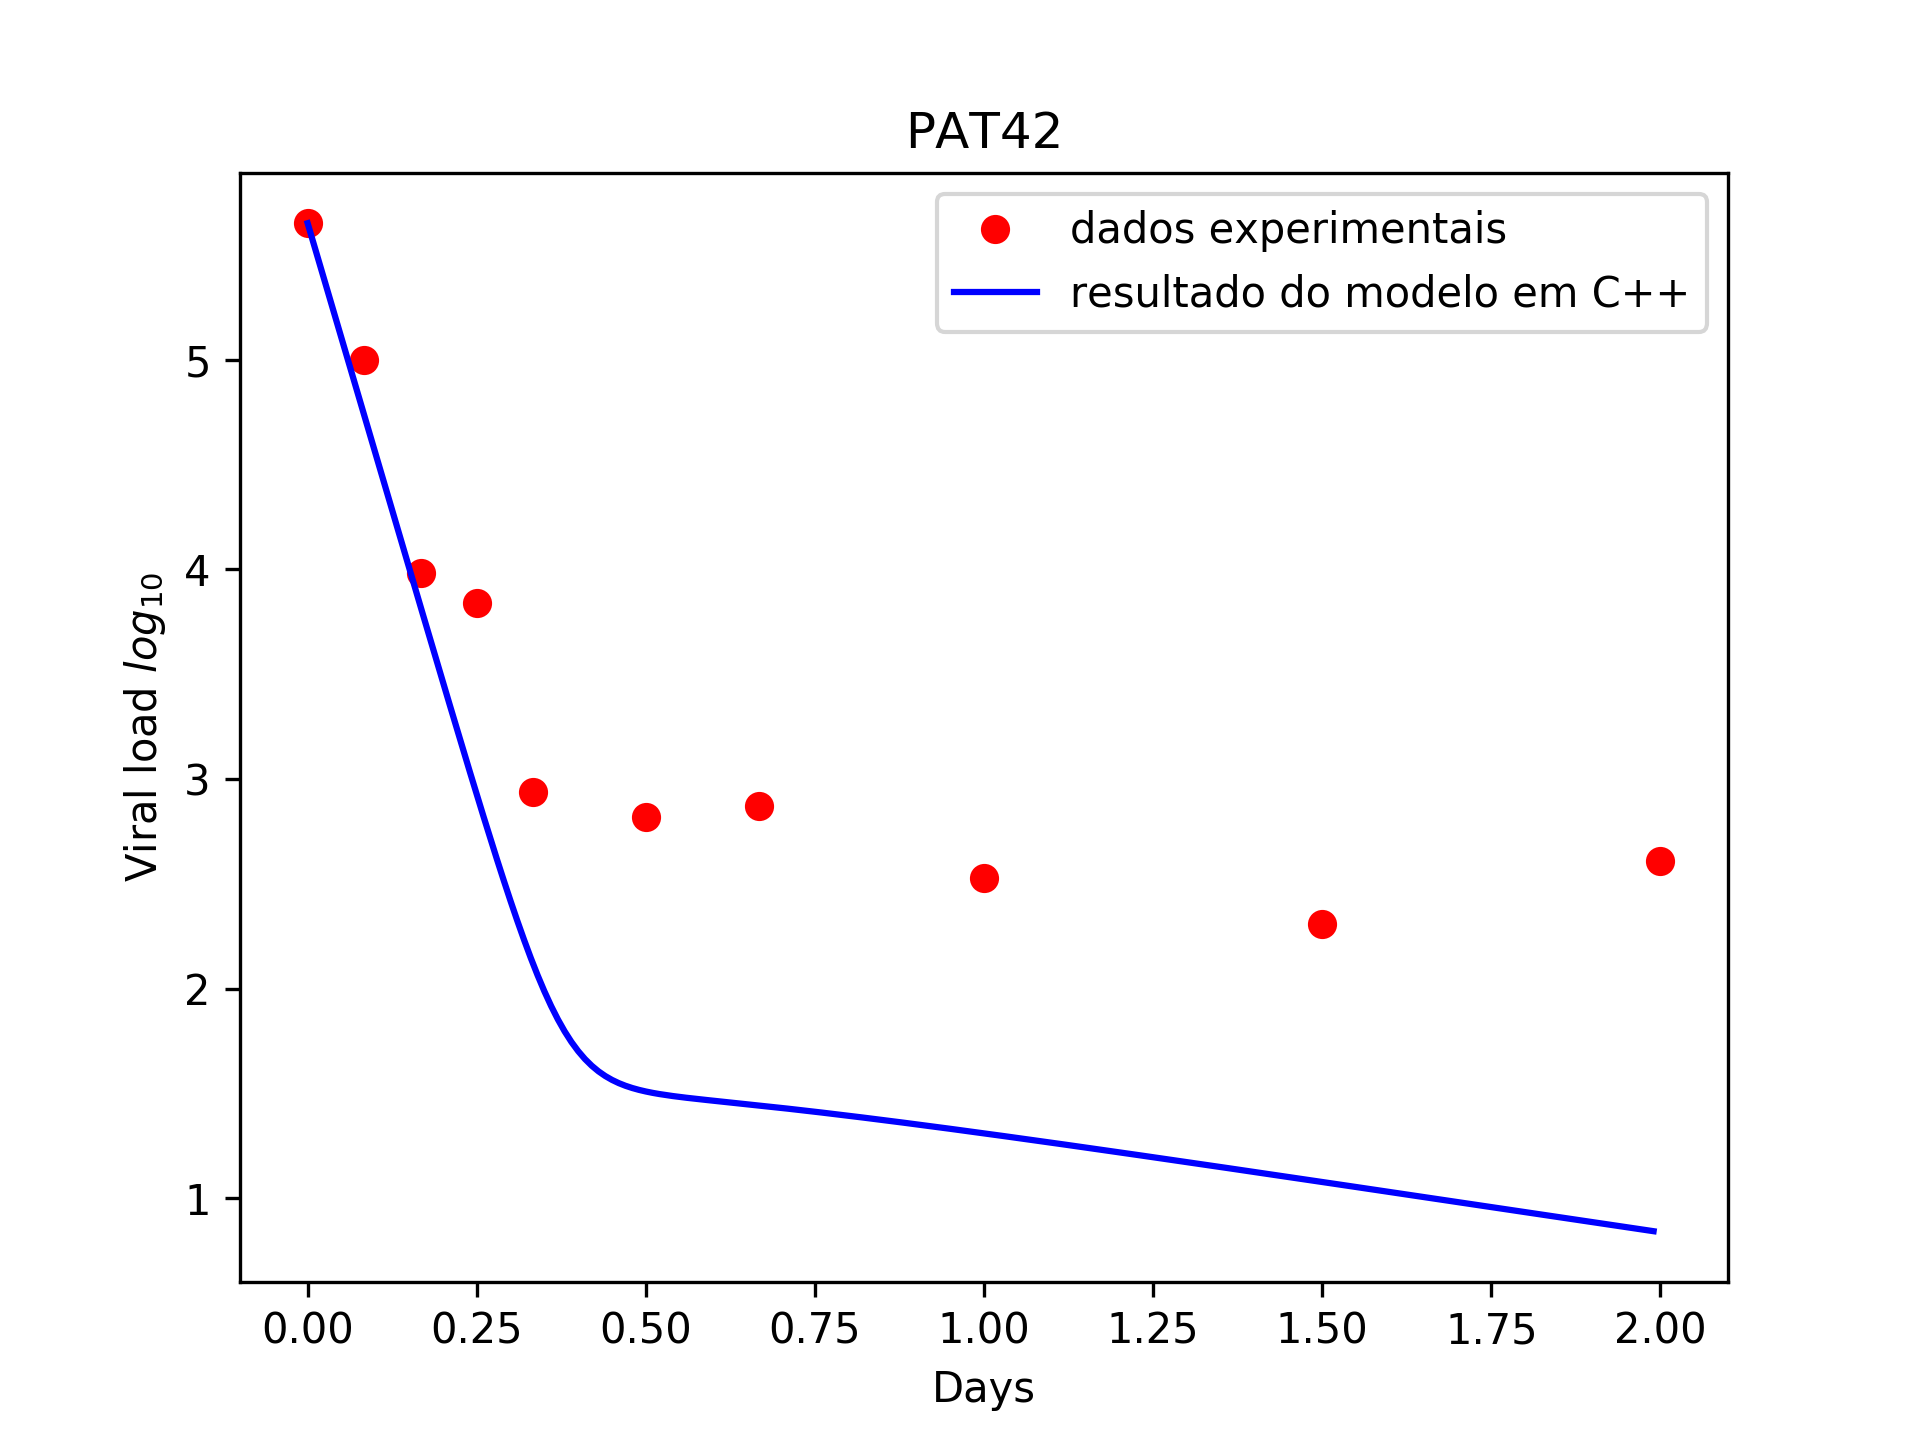 PAT42
dados experimentais
resultado do modelo em C++
Viral load log₁₀
5
4
3
2
1
0.00 0.25 0.50 0.75 1.00 1.25 1.50 1.75 2.00
Days